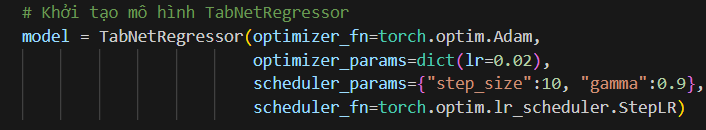 # Khởi tạo mô hình TabNetRegressor
model = TabNetRegressor(optimizer_fn=torch.optim.Adam,
optimizer_params=dict(lr=0.02),
scheduler_params={"step_size":10, "gamma":0.9},
scheduler_fn=torch.optim.lr_scheduler.StepLR)